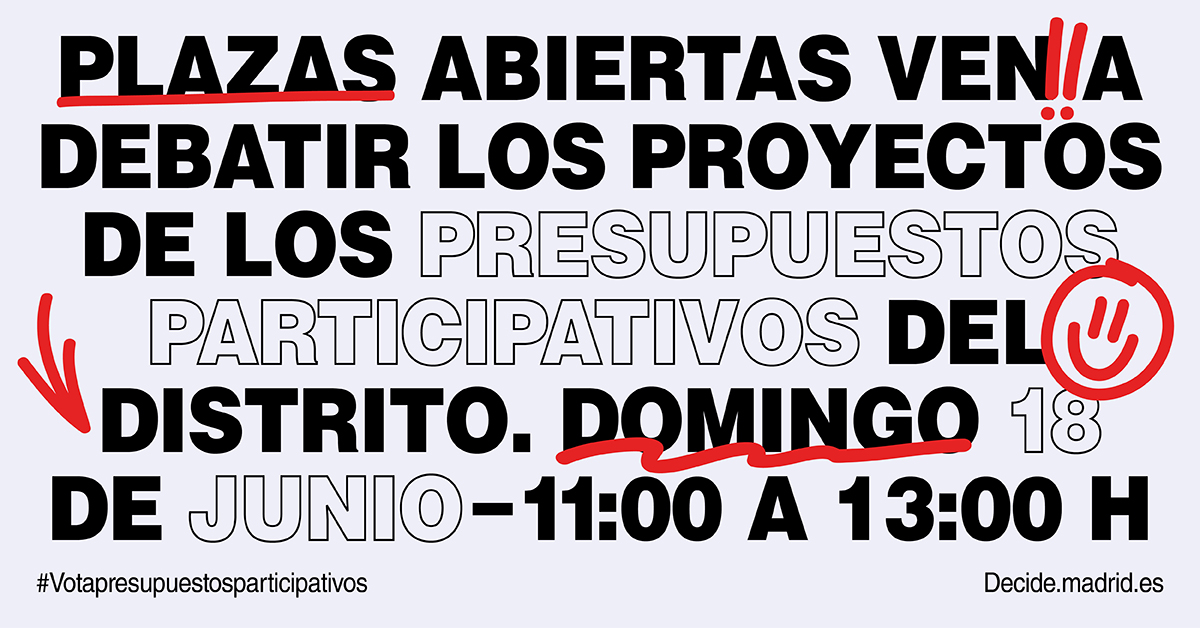 PLAZAS ABIERTAS VEN!!A
DEBATIR LOS PROYECTOS
DE LOS PRESUPUESTOS
PARTICIPATIVOS DEL
DISTRITO. DOMINGO 18
DE JUNIO-11:00 A 13:00 H
#Votapresupuestosparticipativos
Decide.madrid.es